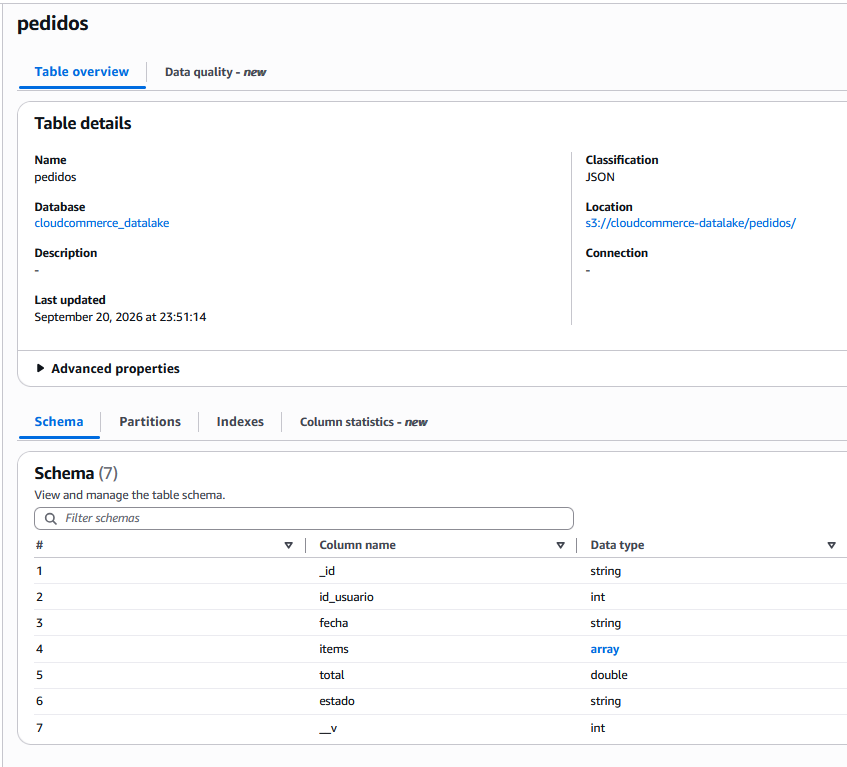 pedidos
Table overview
Data quality - new
Table details
Name
pedidos
Database
cloudcommerce_datalake
Description
-
Last updated
September 20, 2026 at 23:51:14
Classification
JSON
Location
s3://cloudcommerce-datalake/pedidos/
Connection
-
Advanced properties
Schema
Partitions
Indexes
Column statistics - new
Schema (7)
View and manage the table schema.
Filter schemas
# Column name Data type
1 _id string
2 id_usuario int
3 fecha string
4 items array
5 total double
6 estado string
7 __v int